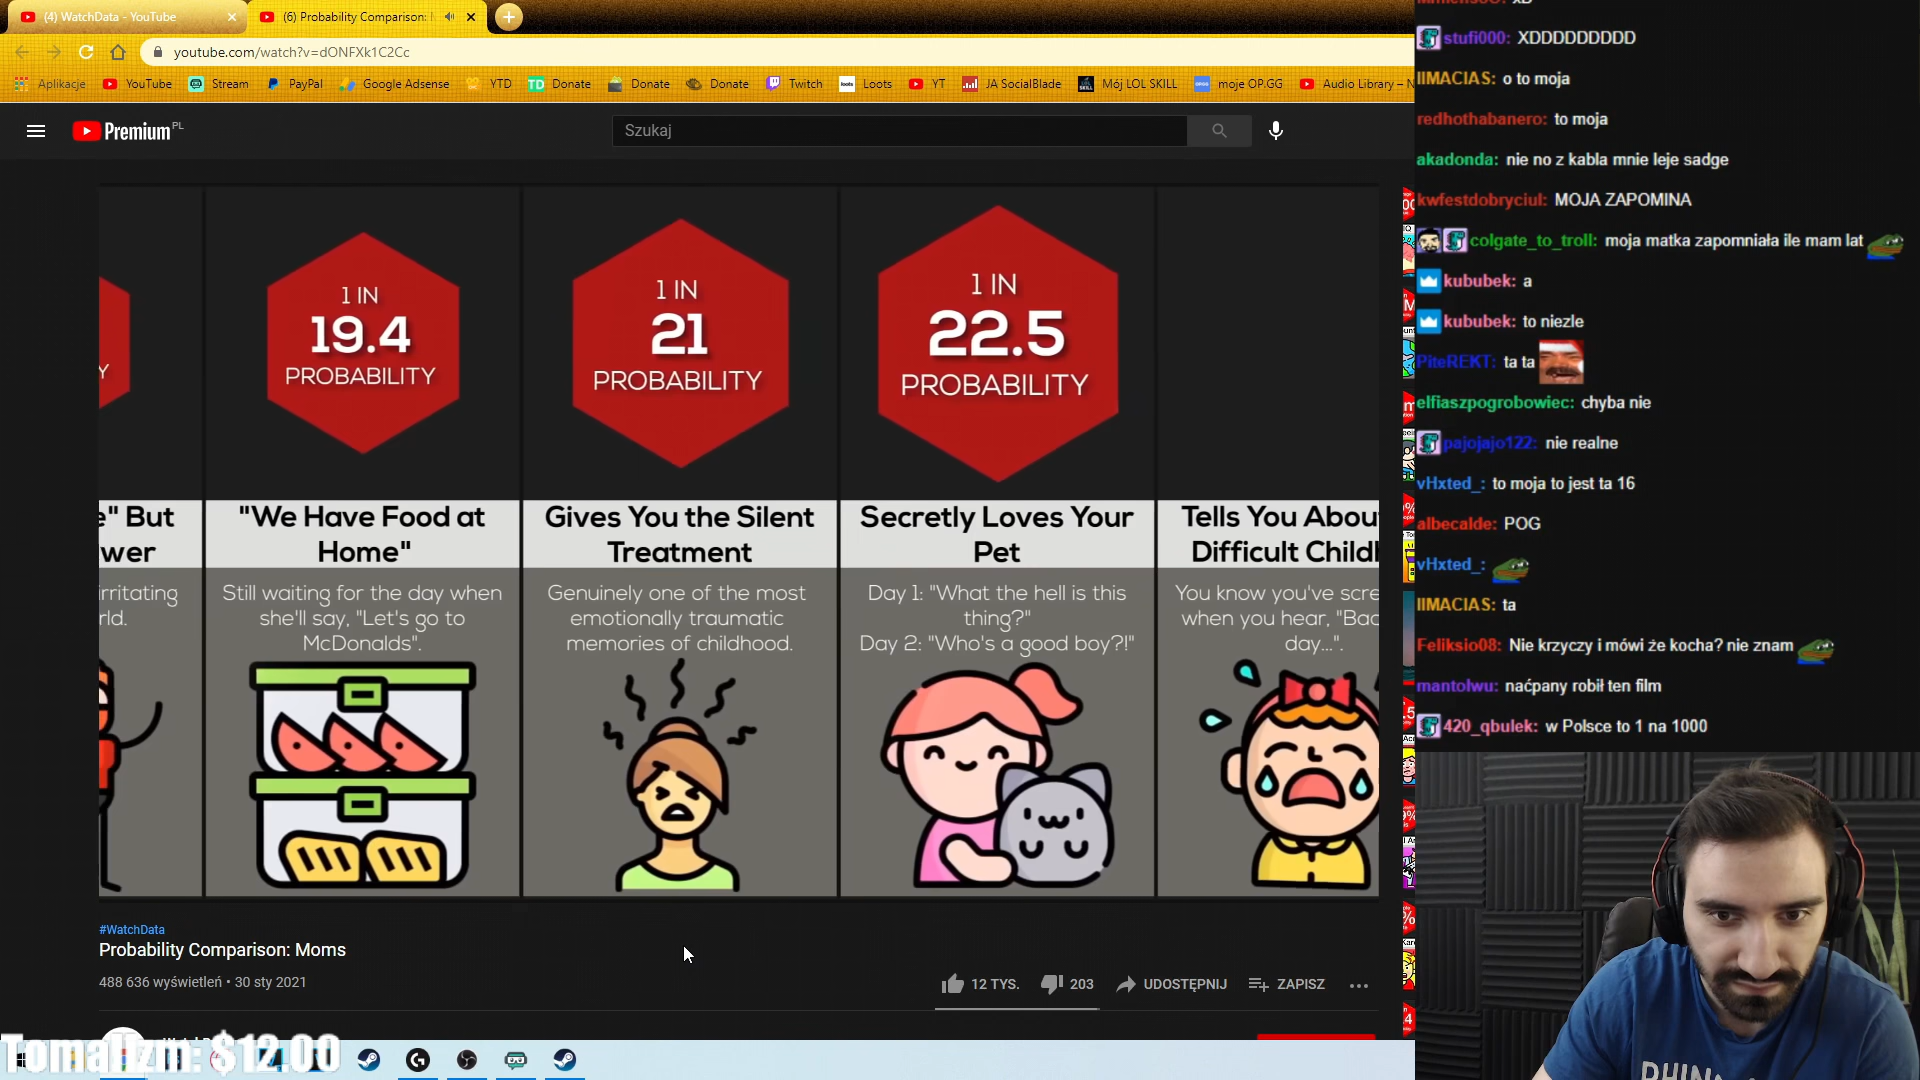 (4) WatchData - YouTube
(6) Probability Comparison:
youtube.com/watch?v=dONFXk1C2Cc
Aplikacje YouTube Stream PayPal Google Adsense YTD Donate Donate Donate Twitch Loots YT JA SocialBlade Mój LOL SKILL moje OP.GG Audio Library – N
Premium PL
Szukaj
1 IN
19.4
PROBABILITY
1 IN
21
PROBABILITY
1 IN
22.5
PROBABILITY
Y
e" But
wer
irritating
rld.
"We Have Food at
Home"
Still waiting for the day when
she'll say, "Let's go to
McDonalds".
Gives You the Silent
Treatment
Genuinely one of the most
emotionally traumatic
memories of childhood.
Secretly Loves Your
Pet
Day 1: "What the hell is this
thing?"
Day 2: "Who's a good boy?!"
Tells You Abou
Difficult Child
You know you've scre
when you hear, "Bac
day...".
#WatchData
Probability Comparison: Moms
488 636 wyświetleń • 30 sty 2021
12 TYS. 203 UDOSTĘPNIJ ZAPISZ
Tomalizm: $12.00
stufi000: XDDDDDDDDD
IIMACIAS: o to moja
redhothabanero: to moja
akadonda: nie no z kabla mnie leje sadge
kwfestdobryciul: MOJA ZAPOMINA
colgate_to_troll: moja matka zapomniała ile mam lat
kububek: a
kububek: to niezle
PiteREKT: ta ta
elfiaszpogrobowiec: chyba nie
pajojajo122: nie realne
vHxted_: to moja to jest ta 16
albecalde: POG
vHxted_:
IIMACIAS: ta
Feliksio08: Nie krzyczy i mówi że kocha? nie znam
mantolwu: naćpany robił ten film
420_qbulek: w Polsce to 1 na 1000